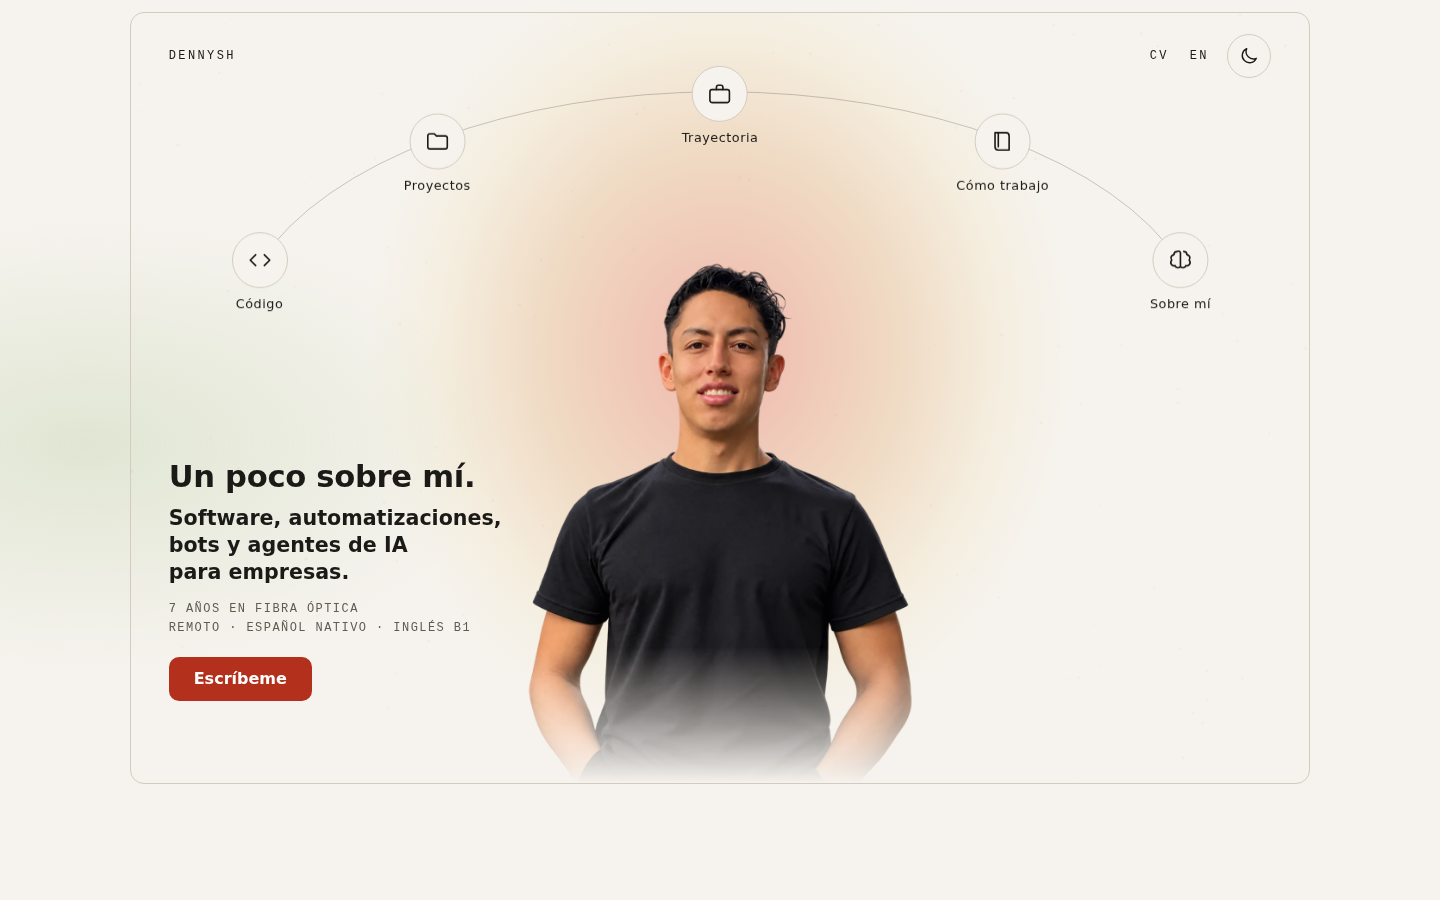 DENNYSH
CV EN
Trayectoria
Proyectos
Cómo trabajo
Código
Sobre mí
Un poco sobre mí.
Software, automatizaciones,
bots y agentes de IA
para empresas.
7 AÑOS EN FIBRA ÓPTICA
REMOTO · ESPAÑOL NATIVO · INGLÉS B1
Escríbeme